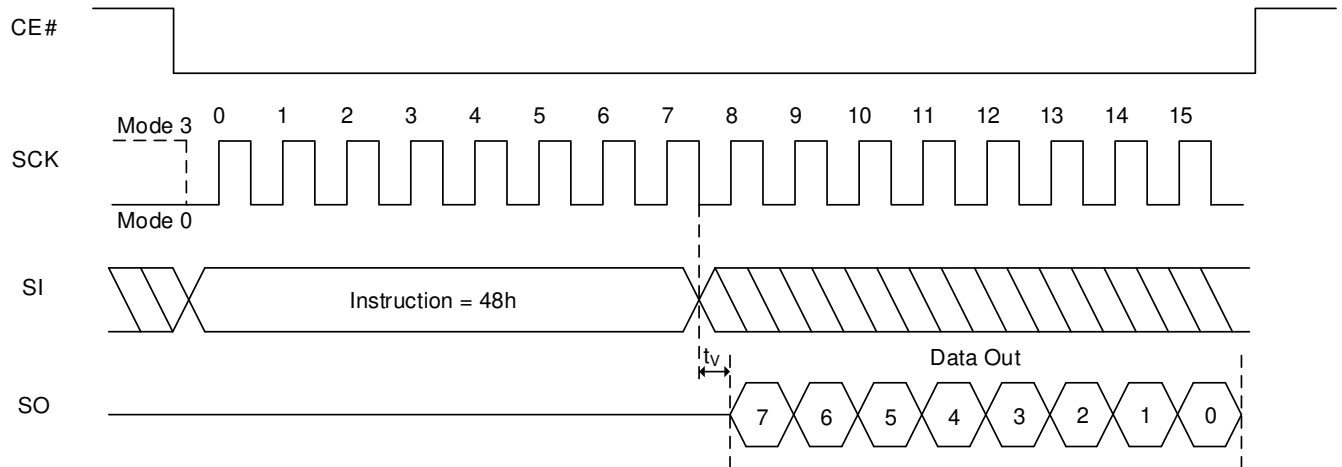 CE#
0 1 2 3 4 5 6 7 8 9 10 11 12 13 14 15
Mode 3
SCK
Mode 0
SI
Instruction = 48h
tV
Data Out
SO
7 6 5 4 3 2 1 0